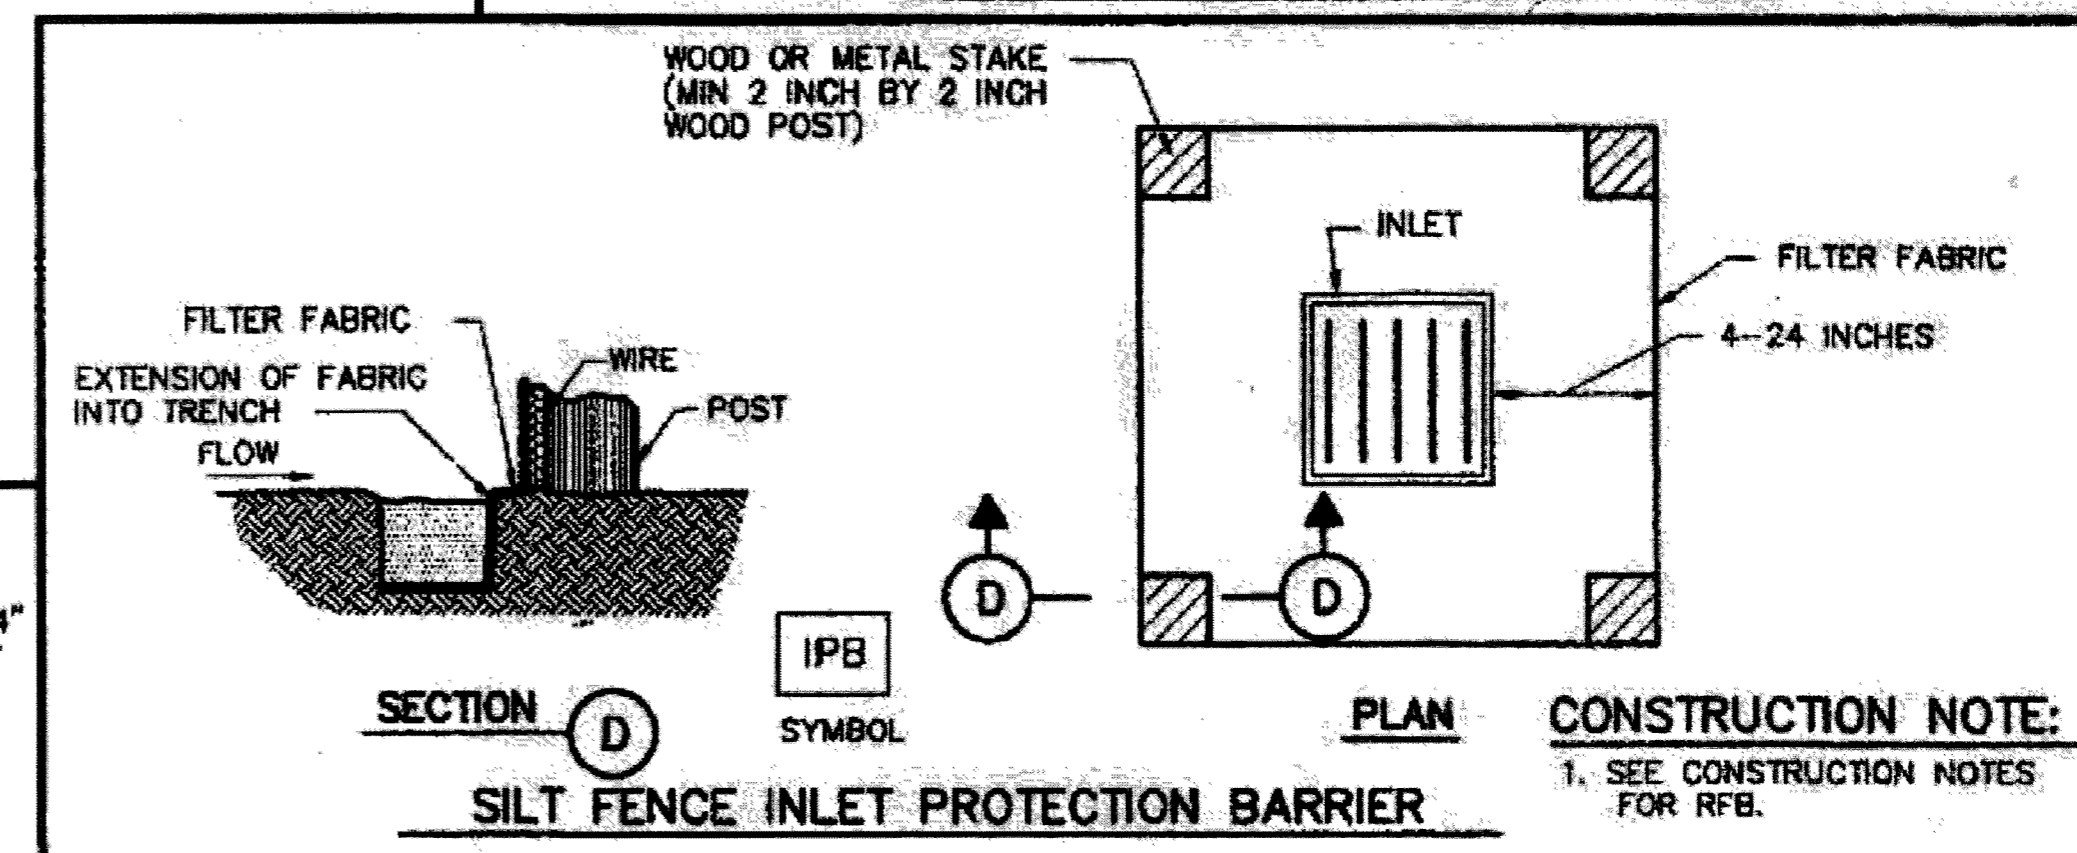 WOOD OR METAL STAKE
(MIN 2 INCH BY 2 INCH
WOOD POST)
INLET
FILTER FABRIC
4-24 INCHES
FILTER FABRIC
WIRE
EXTENSION OF FABRIC
INTO TRENCH
POST
FLOW
D
D
4"
IPB
SYMBOL
SECTION
D
PLAN
CONSTRUCTION NOTE:
1. SEE CONSTRUCTION NOTES
FOR RFB.
SILT FENCE INLET PROTECTION BARRIER